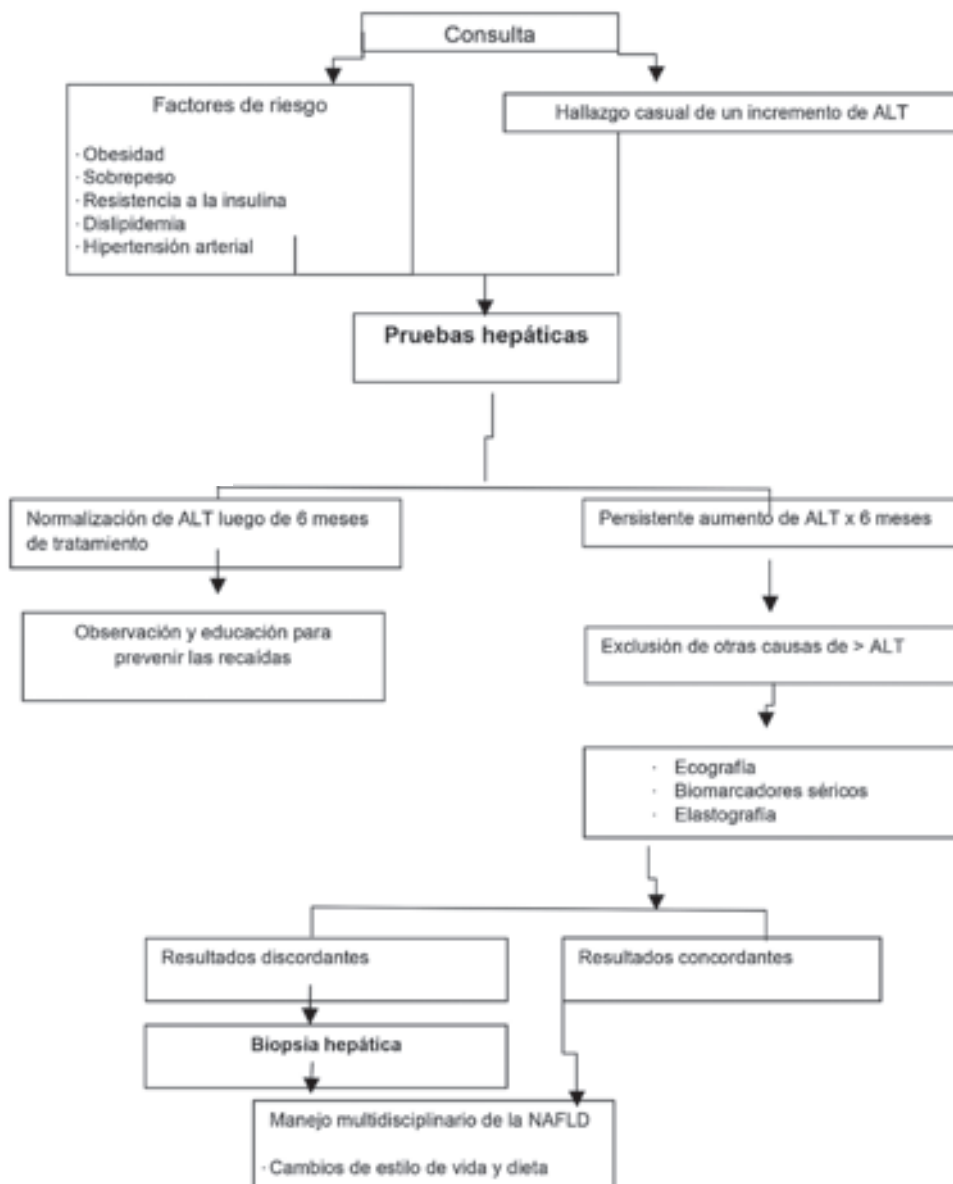 Consulta
Factores de riesgo
· Obesidad
· Sobrepeso
· Resistencia a la insulina
· Dislipidemia
· Hipertensión arterial
Hallazgo casual de un incremento de ALT
Pruebas hepáticas
Normalización de ALT luego de 6 meses
de tratamiento
Persistente aumento de ALT x 6 meses
Observación y educación para
prevenir las recaídas
Exclusión de otras causas de > ALT
· Ecografía
· Biomarcadores séricos
· Elastografía
Resultados discordantes
Resultados concordantes
Biopsia hepática
Manejo multidisciplinario de la NAFLD
· Cambios de estilo de vida y dieta